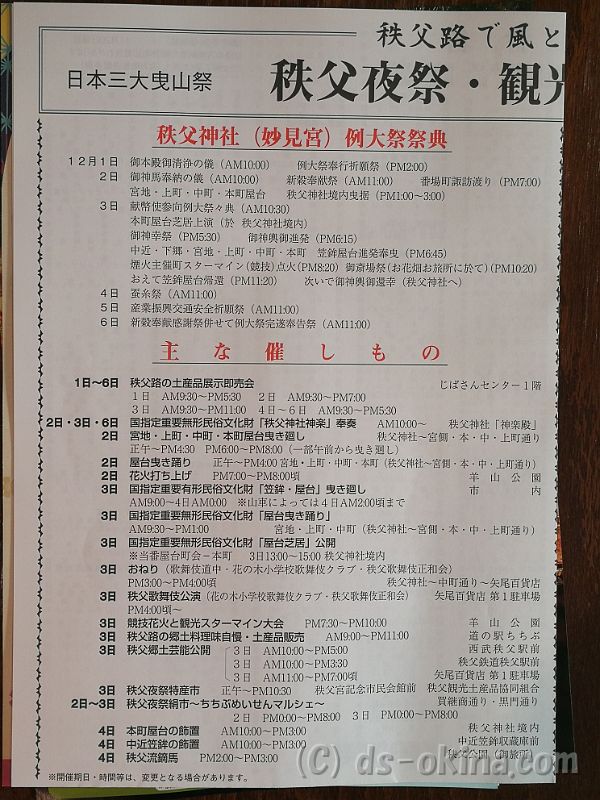 秩父路で風と
日本三大曳山祭 秩父夜祭・観光
秩父神社(妙見宮)例大祭祭典
12月1日 御本殿御清浄の儀(AM10:00) 例大祭奉行祈願祭(PM2:00)
2日 御神馬奉納の儀(AM10:00) 新穀奉献祭(AM11:00) 番場町諏訪渡り(PM7:00)
宮地・上町・中町・本町屋台 秩父神社境内曳据(PM1:00~3:00)
3日 献幣使参向例大祭々典(AM10:30)
本町屋台芝居上演(於 秩父神社境内)
御神幸祭(PM5:30) 御神輿御進発(PM6:15)
中近・下郷・宮地・上町・中町・本町 笠鉾屋台進発奉曳(PM6:45)
煙火主催町スターマイン(競技)点火(PM8:20) 御斎場祭(お花畑お旅所に於て)(PM10:20)
おえて笠鉾屋台帰還(PM11:20) 次いで御神輿御還幸(秩父神社へ)
4日 蚕糸祭(AM11:00)
5日 産業振興交通安全祈願祭(AM11:00)
6日 新穀奉献感謝祭併せて例大祭完遂奉告祭(AM11:00)
主な催しもの
1日~6日 秩父路の土産品展示即売会 じばさんセンター1階
1日 AM9:30~PM5:30 2日 AM9:30~PM7:00
3日 AM9:30~PM11:00 4日~6日 AM9:30~PM5:30
2日・3日・6日 国指定重要無形民俗文化財「秩父神社神楽」奉奏 AM10:00~ 秩父神社「神楽殿」
2日 宮地・上町・中町・本町屋台曳き廻し 秩父神社~宮側・本・中・上町通り
正午~PM4:30 PM6:00~PM8:00(一部午前から曳き廻し)
2日 屋台曳き踊り 正午~PM4:00 宮地・上町・中町・本町(秩父神社~宮側・本・中・上町通り)
2日 花火打ち上げ PM7:00~PM8:00頃 羊山公園
3日 国指定重要有形民俗文化財「笠鉾・屋台」曳き廻し 市内
AM9:00~4日AM0:00 ※山車によっては4日AM2:00頃まで
3日 国指定重要無形民俗文化財「屋台曳き踊り」
AM9:30~PM1:00 宮地・上町・中町(秩父神社~宮側・本・中・上町通り)
3日 国指定重要無形民俗文化財「屋台芝居」公開
※当番屋台町会-本町 3日13:00~15:00 秩父神社境内
3日 おねり(歌舞伎道中・花の木小学校歌舞伎クラブ・秩父歌舞伎正和会)
PM3:00~PM4:00頃 秩父神社~中町通り~矢尾百貨店
3日 秩父歌舞伎公演(花の木小学校歌舞伎クラブ・秩父歌舞伎正和会) 矢尾百貨店 第1駐車場
PM4:00頃~
3日 競技花火と観光スターマイン大会 PM7:30~PM10:00 羊山公園
3日 秩父路の郷土料理味自慢・土産品販売 AM9:00~PM11:00 道の駅ちちぶ
3日 秩父郷土芸能公開 3日 AM10:00~PM5:00 西武秩父駅前
3日 AM10:00~PM3:30 秩父鉄道秩父駅前
3日 AM11:00~PM7:00頃 矢尾百貨店 第1駐車場
3日 秩父夜祭特産市 正午~PM10:30 秩父宮記念市民会館前 秩父観光土産品協同組合
2日~3日 秩父夜祭絹市~ちちぶめいせんマルシェ~ 買継商通り・黒門通り
2日 PM0:00~PM8:00 3日 PM0:00~PM8:00
4日 本町屋台の飾置 AM10:00~PM3:00 秩父神社境内
4日 中近笠鉾の飾置 AM10:00~PM3:00 中近笠鉾収蔵庫前
4日 秩父流鏑馬 PM2:00~PM3:00 秩父公園(御旅所)
※開催期日・時間等は、変更となる場合があります。
(C) ds-okina.com